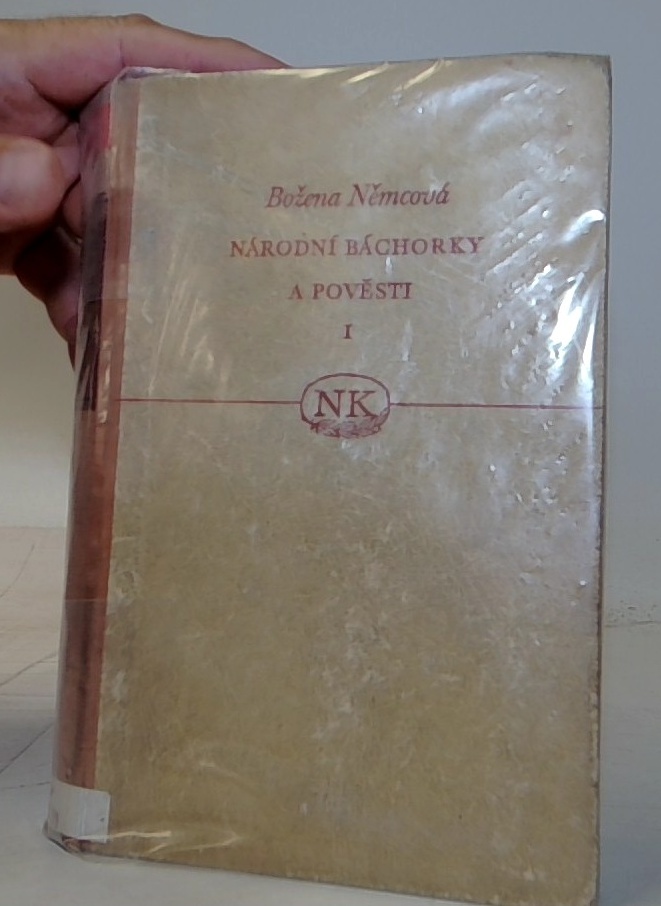 Božena Němcová
NÁRODNÍ BÁCHORKY
A POVĚSTI
I
NK